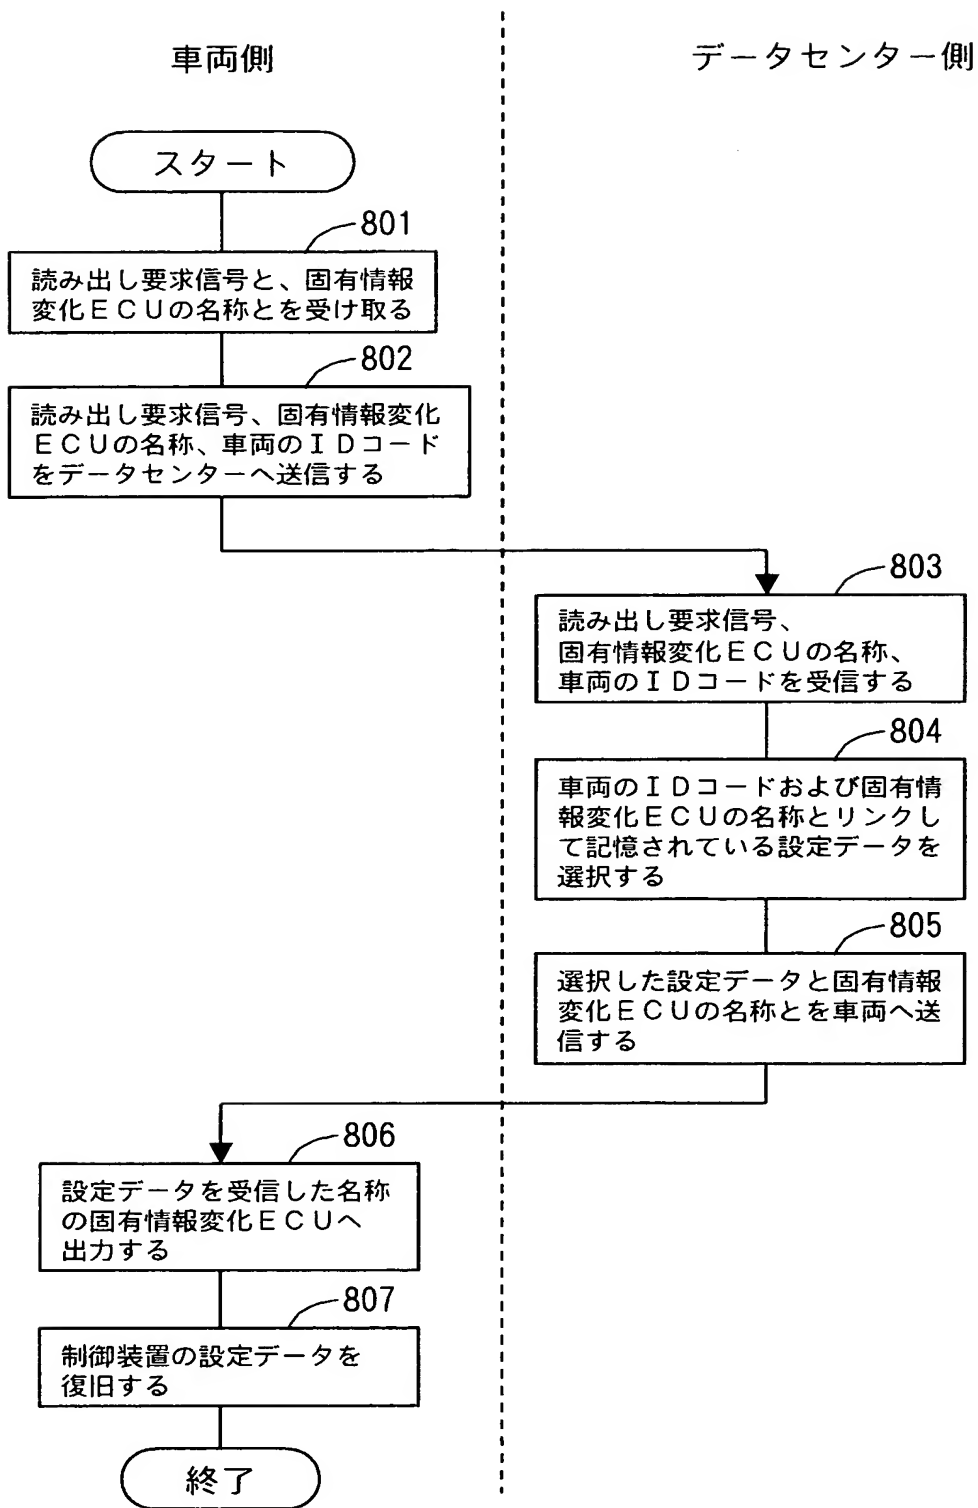 車両側
データセンター側
スタート
801
読み出し要求信号と、固有情報
変化ECUの名称とを受け取る
802
読み出し要求信号、固有情報変化
ECUの名称、車両のIDコード
をデータセンターへ送信する
803
読み出し要求信号、
固有情報変化ECUの名称、
車両のIDコードを受信する
804
車両のIDコードおよび固有情
報変化ECUの名称とリンクし
て記憶されている設定データを
選択する
805
選択した設定データと固有情報
変化ECUの名称とを車両へ送
信する
806
設定データを受信した名称
の固有情報変化ECUへ
出力する
807
制御装置の設定データを
復旧する
終了